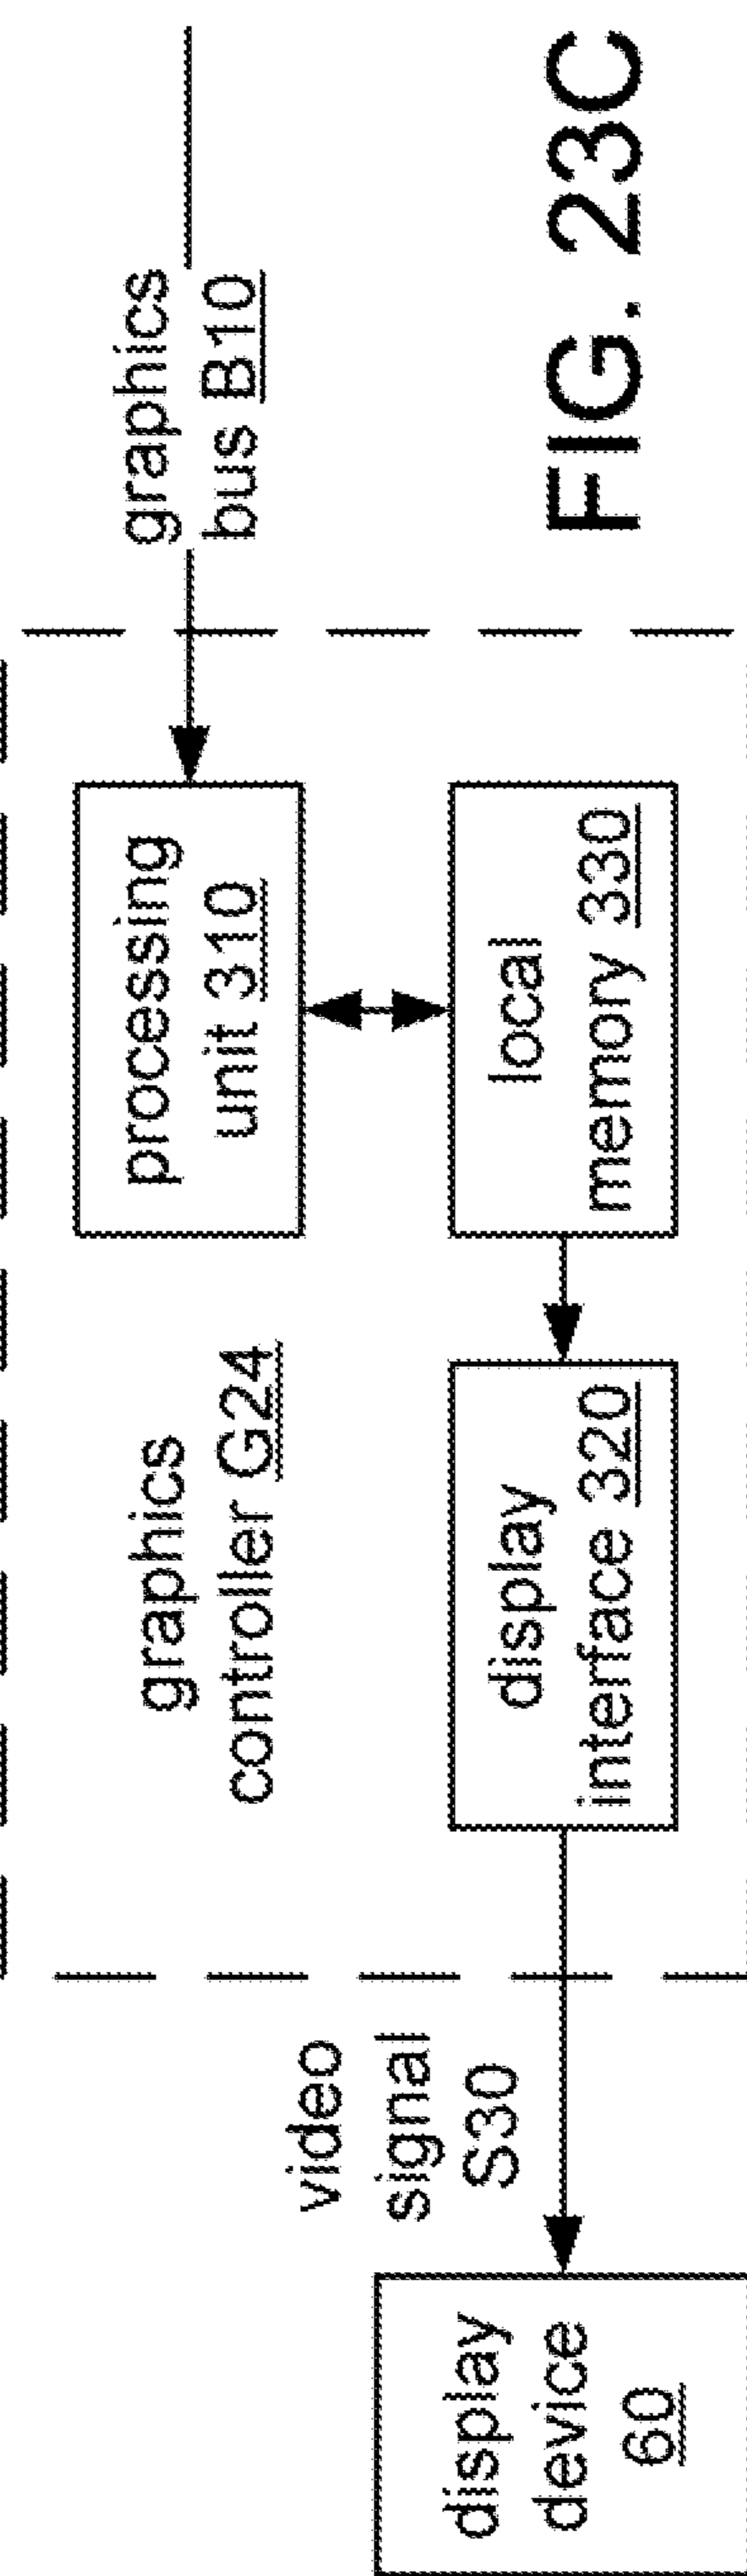 graphics
bus B10
processing
unit 310
graphics
controller G24
local
memory 330
display
interface 320
video
signal
S30
display
device
60
FIG. 23C